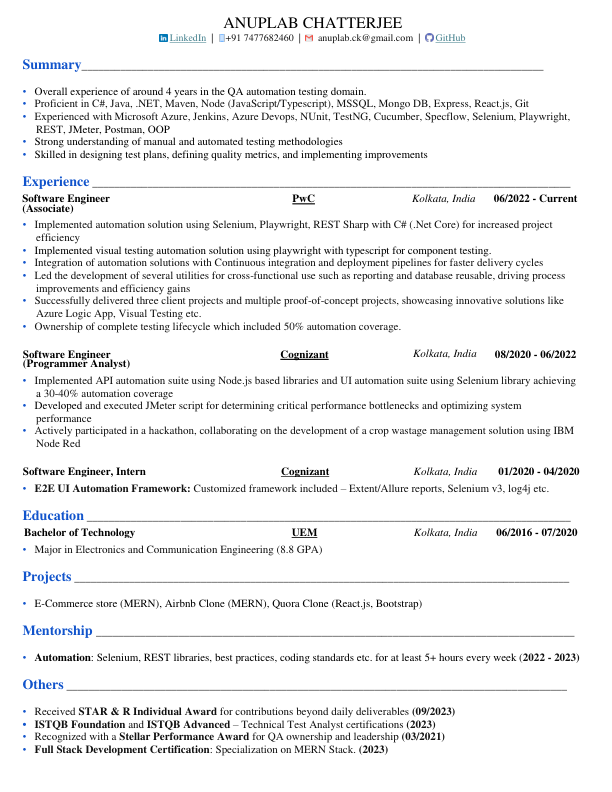 ANUPLAB CHATTERJEE
LinkedIn | +91 7477682460 | anuplab.ck@gmail.com | GitHub
Summary
• Overall experience of around 4 years in the QA automation testing domain.
• Proficient in C#, Java, .NET, Maven, Node (JavaScript/Typescript), MSSQL, Mongo DB, Express, React.js, Git
• Experienced with Microsoft Azure, Jenkins, Azure Devops, NUnit, TestNG, Cucumber, Specflow, Selenium, Playwright,
REST, JMeter, Postman, OOP
• Strong understanding of manual and automated testing methodologies
• Skilled in designing test plans, defining quality metrics, and implementing improvements
Experience
Software Engineer PwC Kolkata, India 06/2022 - Current
(Associate)
• Implemented automation solution using Selenium, Playwright, REST Sharp with C# (.Net Core) for increased project
efficiency
• Implemented visual testing automation solution using playwright with typescript for component testing.
• Integration of automation solutions with Continuous integration and deployment pipelines for faster delivery cycles
• Led the development of several utilities for cross-functional use such as reporting and database reusable, driving process
improvements and efficiency gains
• Successfully delivered three client projects and multiple proof-of-concept projects, showcasing innovative solutions like
Azure Logic App, Visual Testing etc.
• Ownership of complete testing lifecycle which included 50% automation coverage.
Software Engineer Cognizant Kolkata, India 08/2020 - 06/2022
(Programmer Analyst)
• Implemented API automation suite using Node.js based libraries and UI automation suite using Selenium library achieving
a 30-40% automation coverage
• Developed and executed JMeter script for determining critical performance bottlenecks and optimizing system
performance
• Actively participated in a hackathon, collaborating on the development of a crop wastage management solution using IBM
Node Red
Software Engineer, Intern Cognizant Kolkata, India 01/2020 - 04/2020
• E2E UI Automation Framework: Customized framework included – Extent/Allure reports, Selenium v3, log4j etc.
Education
Bachelor of Technology UEM Kolkata, India 06/2016 - 07/2020
• Major in Electronics and Communication Engineering (8.8 GPA)
Projects
• E-Commerce store (MERN), Airbnb Clone (MERN), Quora Clone (React.js, Bootstrap)
Mentorship
• Automation: Selenium, REST libraries, best practices, coding standards etc. for at least 5+ hours every week (2022 - 2023)
Others
• Received STAR & R Individual Award for contributions beyond daily deliverables (09/2023)
• ISTQB Foundation and ISTQB Advanced – Technical Test Analyst certifications (2023)
• Recognized with a Stellar Performance Award for QA ownership and leadership (03/2021)
• Full Stack Development Certification: Specialization on MERN Stack. (2023)